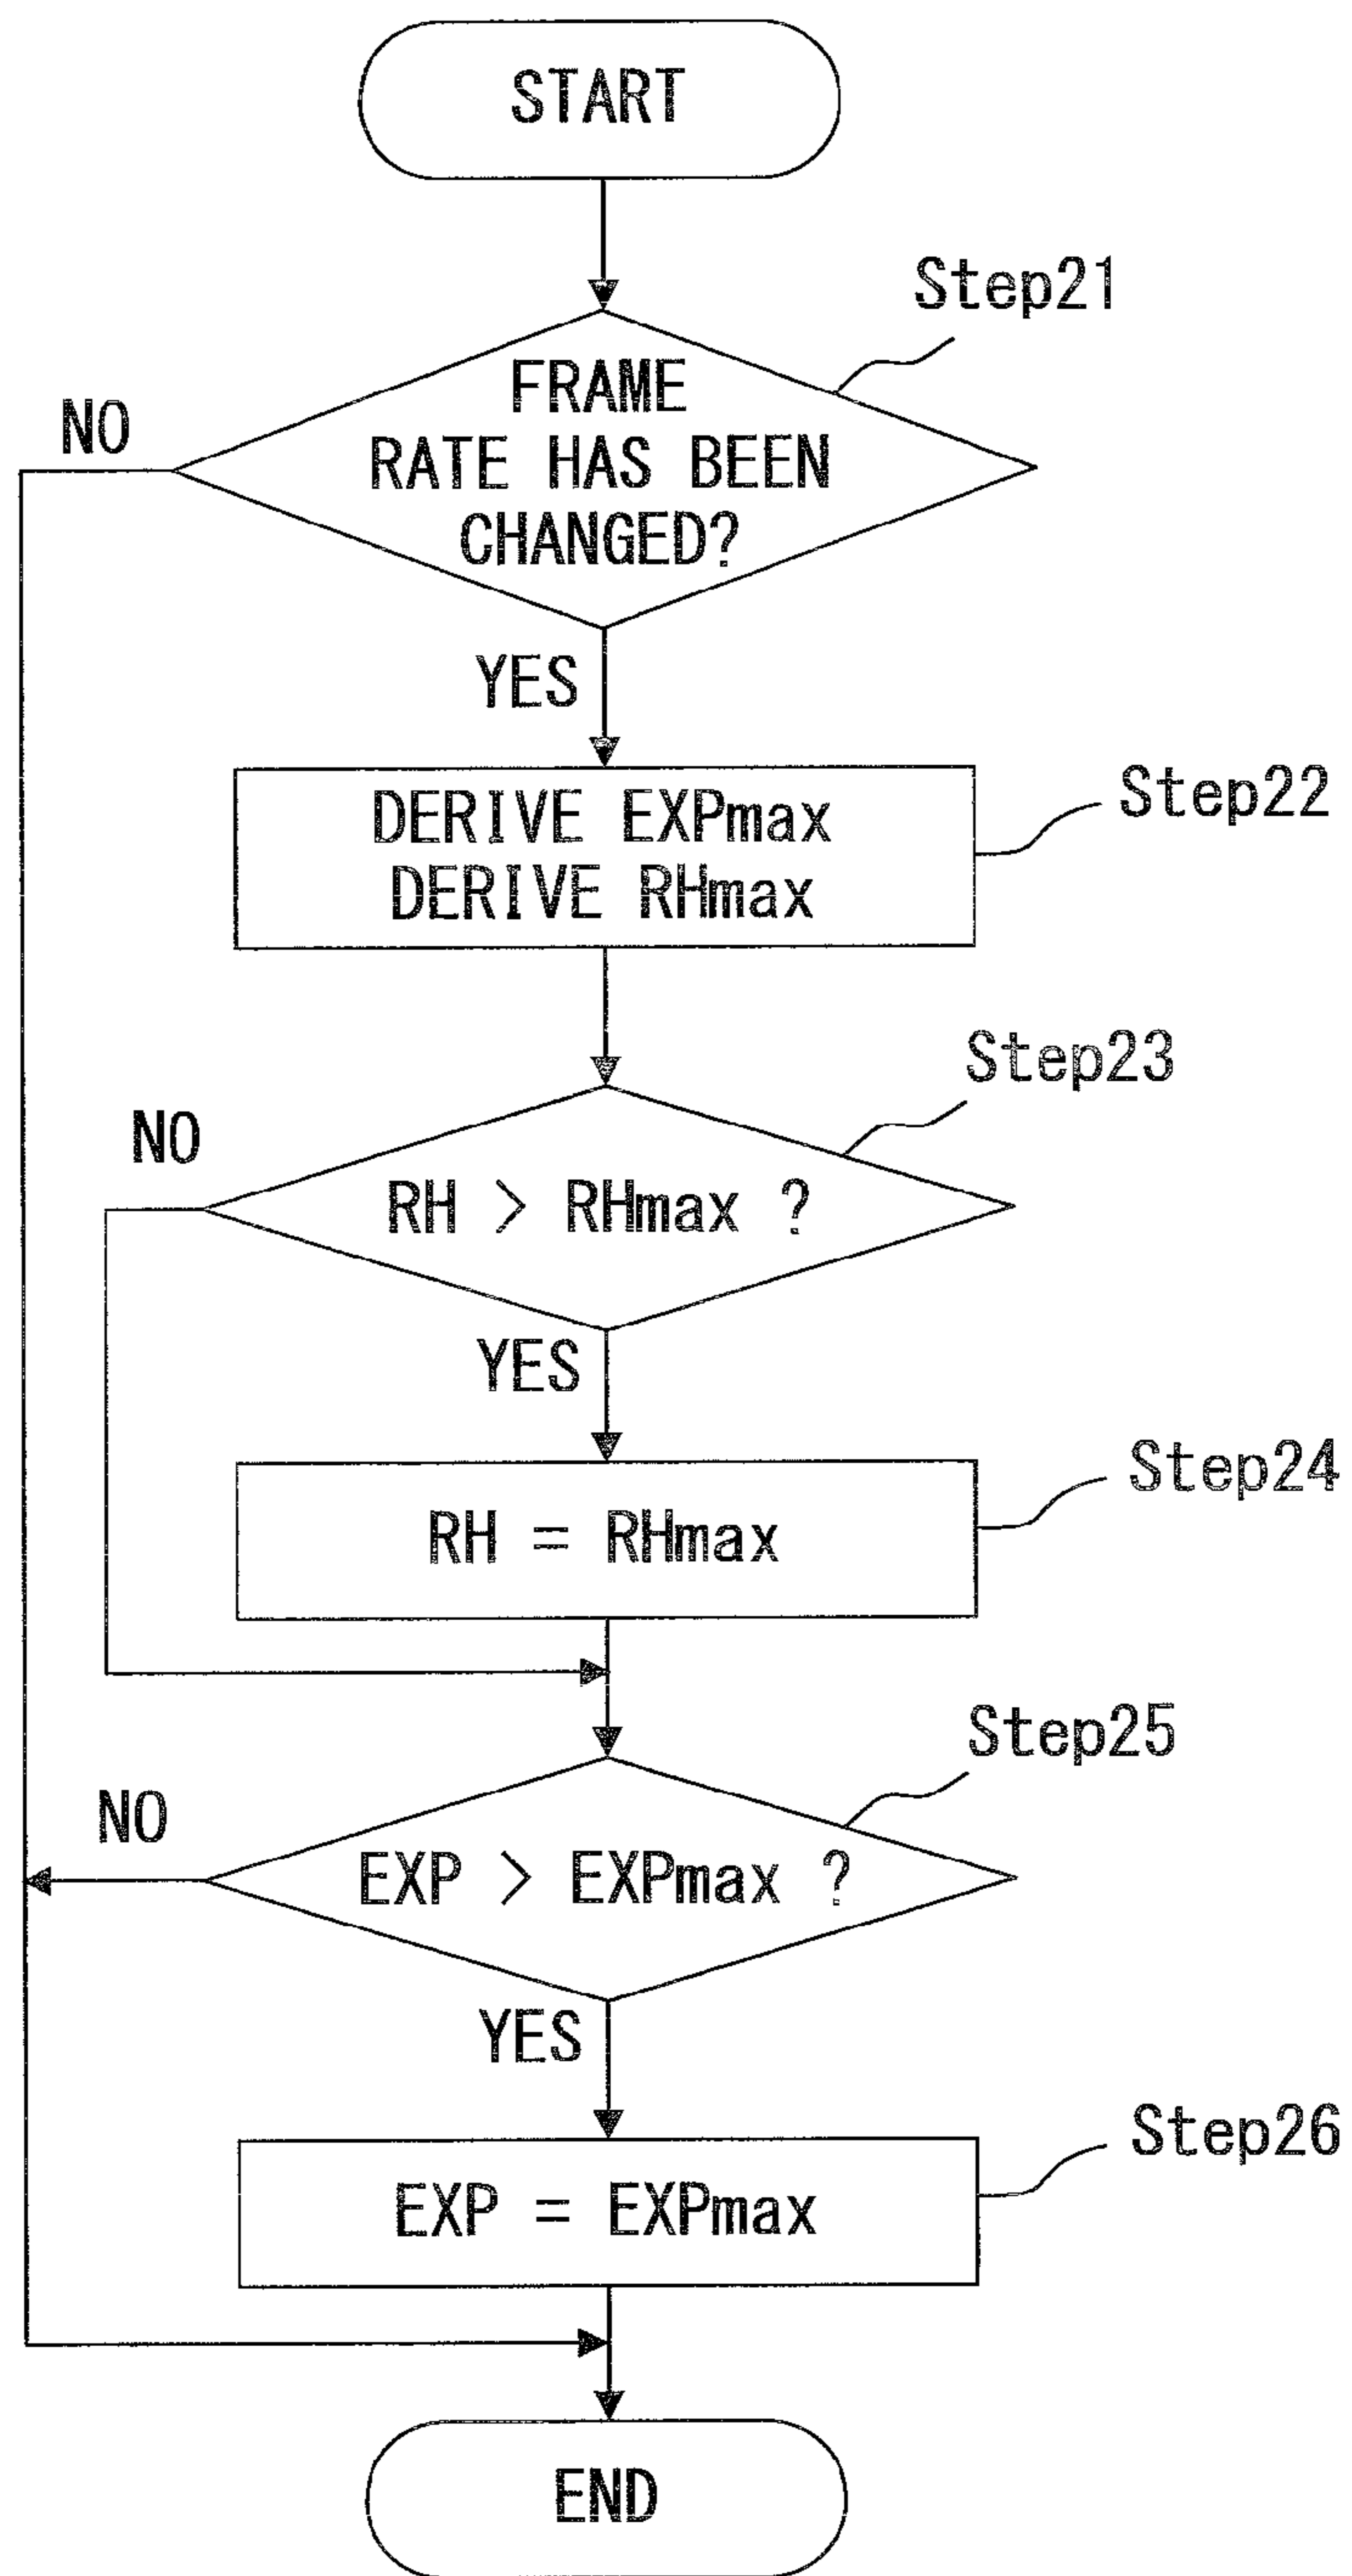 START
Step21
FRAME
RATE HAS BEEN
CHANGED?
NO
YES
Step22
DERIVE EXPmax
DERIVE RHmax
Step23
NO
RH > RHmax ?
YES
Step24
RH = RHmax
Step25
NO
EXP > EXPmax ?
YES
Step26
EXP = EXPmax
END